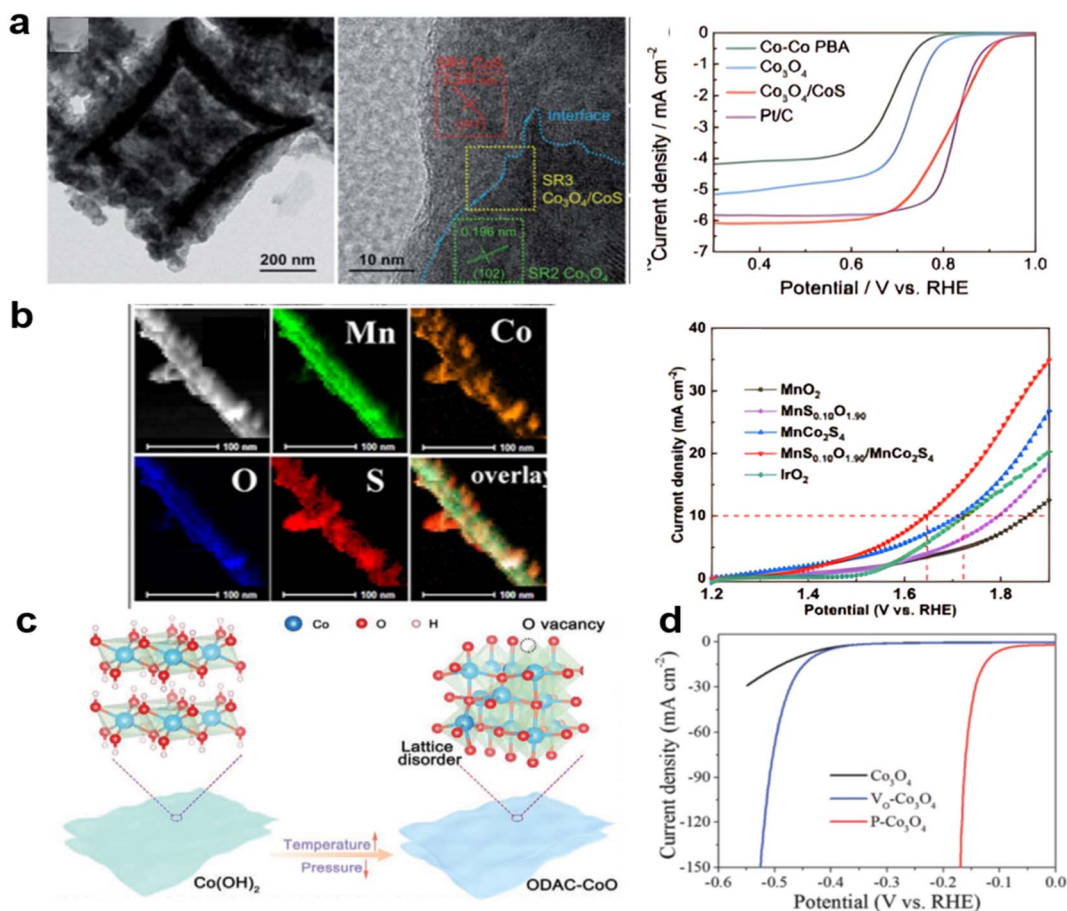 a
SR1 CoS
Interface
SR3
Co₃O₄/CoS
0.196 nm
(102)
SR2 Co₃O₄
200 nm
10 nm
Current density / mA cm⁻²
0
-1
-2
-3
-4
-5
-6
-7
Co-Co PBA
Co₃O₄
Co₃O₄/CoS
Pt/C
0.4
0.6
0.8
1.0
Potential / V vs. RHE
b
Mn
Co
100 nm
100 nm
100 nm
O
S
overlay
100 nm
100 nm
100 nm
Current density (mA cm⁻²)
40
30
20
10
0
MnO₂
MnS₀.₁₀O₁.₉₀
MnCo₂S₄
MnS₀.₁₀O₁.₉₀/MnCo₂S₄
IrO₂
1.2
1.4
1.6
1.8
Potential (V vs. RHE)
c
Co
O
H
O vacancy
Lattice
disorder
Temperature
Pressure
Co(OH)₂
ODAC-CoO
d
Current density (mA cm⁻²)
0
-30
-60
-90
-120
-150
Co₃O₄
V₀-Co₃O₄
P-Co₃O₄
-0.6
-0.5
-0.4
-0.3
-0.2
-0.1
0.0
Potential (V vs. RHE)